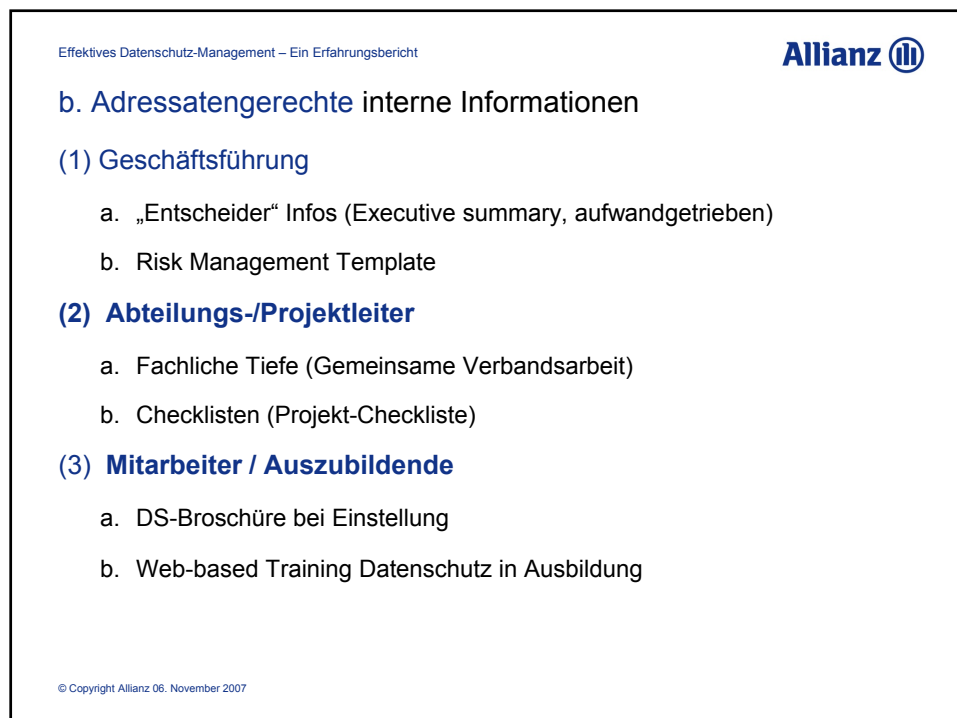 Effektives Datenschutz-Management – Ein Erfahrungsbericht
Allianz
b. Adressatengerechte interne Informationen
(1) Geschäftsführung
a. „Entscheider“ Infos (Executive summary, aufwandgetrieben)
b. Risk Management Template
(2) Abteilungs-/Projektleiter
a. Fachliche Tiefe (Gemeinsame Verbandsarbeit)
b. Checklisten (Projekt-Checkliste)
(3) Mitarbeiter / Auszubildende
a. DS-Broschüre bei Einstellung
b. Web-based Training Datenschutz in Ausbildung
© Copyright Allianz 06. November 2007